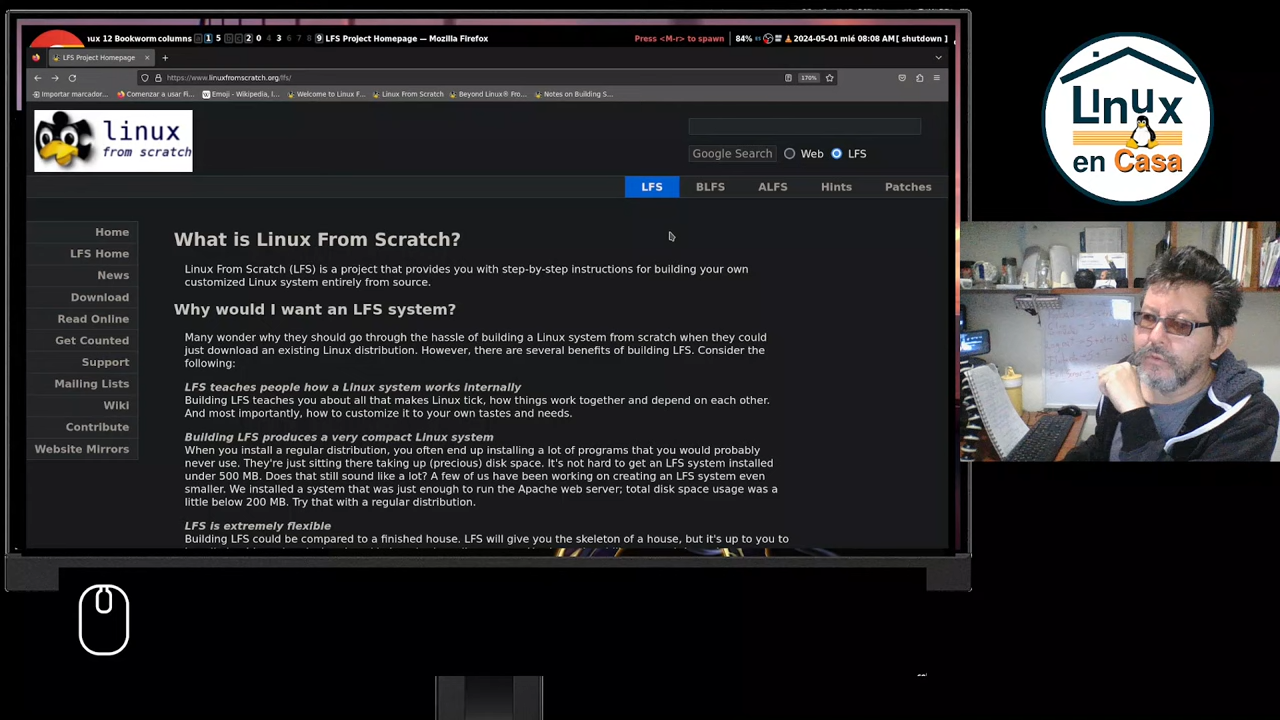 nux 12 Bookworm columns 1 5 2 0 4 3 6 7 8 9 LFS Project Homepage — Mozilla Firefox Press <M-r> to spawn 84% 2024-05-01 mié 08:08 AM [ shutdown ]
LFS Project Homepage × +
https://www.linuxfromscratch.org/lfs/ 170%
Importar marcador... Comenzar a usar Fi... W Emoji - Wikipedia, l... Welcome to Linux F... Linux From Scratch Beyond Linux® Fro... Notes on Building S...
linux
from scratch
Google Search Web LFS
LFS BLFS ALFS Hints Patches
Home
LFS Home
News
Download
Read Online
Get Counted
Support
Mailing Lists
Wiki
Contribute
Website Mirrors
What is Linux From Scratch?
Linux From Scratch (LFS) is a project that provides you with step-by-step instructions for building your own
customized Linux system entirely from source.
Why would I want an LFS system?
Many wonder why they should go through the hassle of building a Linux system from scratch when they could
just download an existing Linux distribution. However, there are several benefits of building LFS. Consider the
following:
LFS teaches people how a Linux system works internally
Building LFS teaches you about all that makes Linux tick, how things work together and depend on each other.
And most importantly, how to customize it to your own tastes and needs.
Building LFS produces a very compact Linux system
When you install a regular distribution, you often end up installing a lot of programs that you would probably
never use. They're just sitting there taking up (precious) disk space. It's not hard to get an LFS system installed
under 500 MB. Does that still sound like a lot? A few of us have been working on creating an LFS system even
smaller. We installed a system that was just enough to run the Apache web server; total disk space usage was a
little below 200 MB. Try that with a regular distribution.
LFS is extremely flexible
Building LFS could be compared to a finished house. LFS will give you the skeleton of a house, but it's up to you to
Linux
en Casa